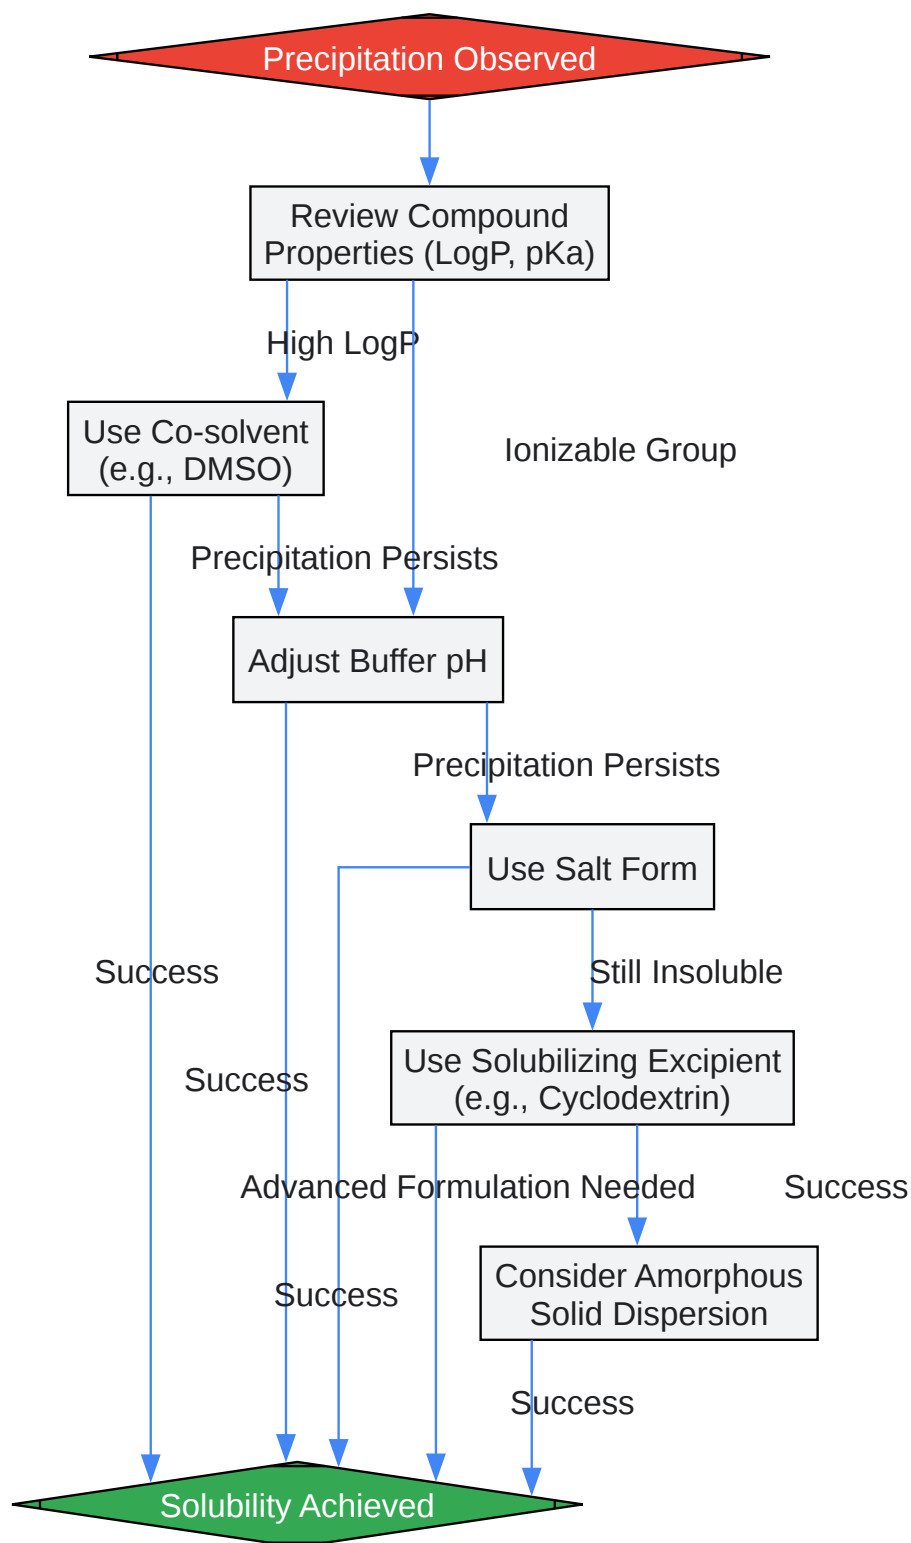 Precipitation Observed
Review Compound
Properties (LogP, pKa)
High LogP
Use Co-solvent
(e.g., DMSO)
Ionizable Group
Precipitation Persists
Adjust Buffer pH
Precipitation Persists
Use Salt Form
Success
Still Insoluble
Use Solubilizing Excipient
(e.g., Cyclodextrin)
Success
Advanced Formulation Needed
Success
Consider Amorphous
Solid Dispersion
Success
Success
Solubility Achieved